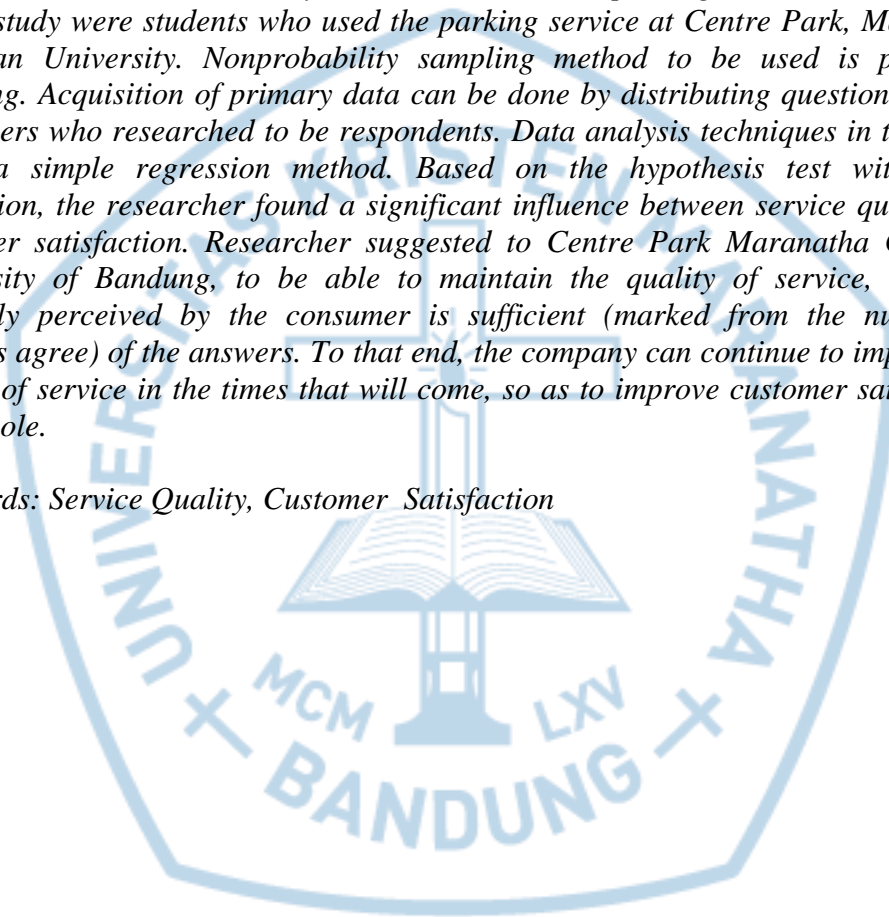 study were students who used the parking service at Centre Park, M
an University. Nonprobability sampling method to be used is p
ng. Acquisition of primary data can be done by distributing question
ers who researched to be respondents. Data analysis techniques in t
a simple regression method. Based on the hypothesis test wit
ion, the researcher found a significant influence between service qu
er satisfaction. Researcher suggested to Centre Park Maranatha
sity of Bandung, to be able to maintain the quality of service,
ly perceived by the consumer is sufficient (marked from the nu
s agree) of the answers. To that end, the company can continue to imp
of service in the times that will come, so as to improve customer sat
ole.
rds: Service Quality, Customer Satisfaction
UNIVERSITAS KRISTEN MARANATHA
MCM LXV
BANDUNG